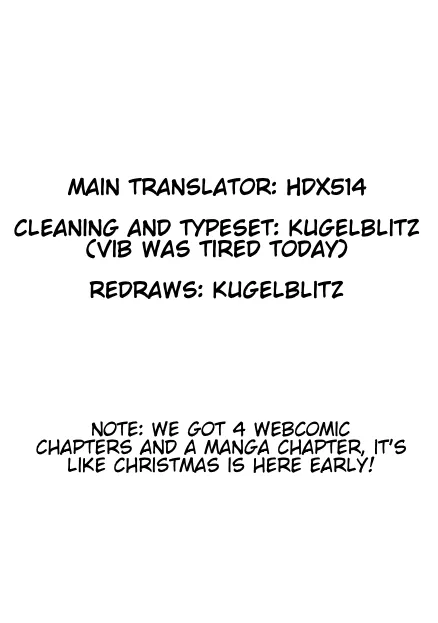 MAIN TRANSLATOR: HDX514
CLEANING AND TYPESET: KUGELBLITZ
(VIB WAS TIRED TODAY)
REDRAWS: KUGELBLITZ
NOTE: WE GOT 4 WEBCOMIC
CHAPTERS AND A MANGA CHAPTER, IT'S
LIKE CHRISTMAS IS HERE EARLY!